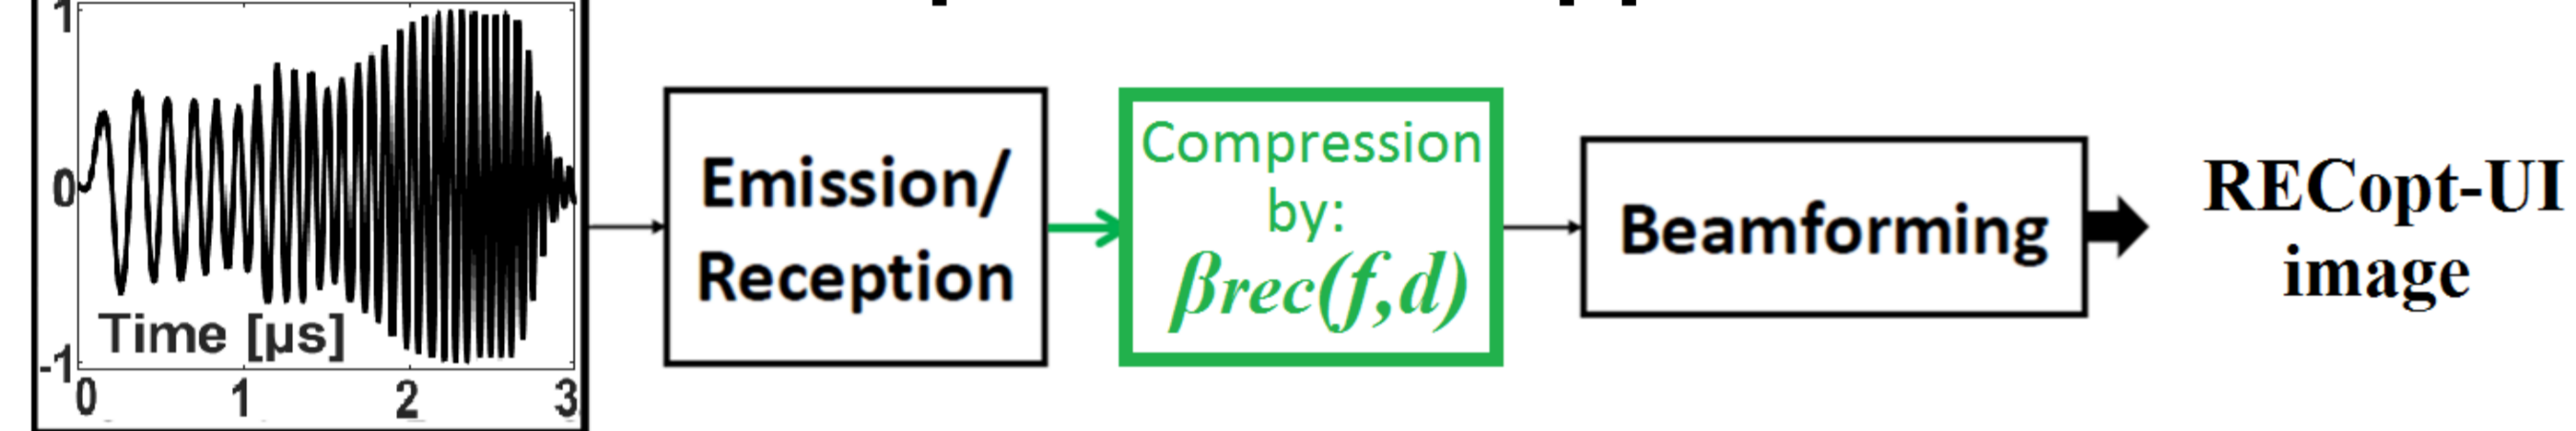 1
0
-1
Time [µs]
0 1 2 3
Emission/
Reception
Compression
by:
βrec(f,d)
Beamforming
RECopt-UI
image